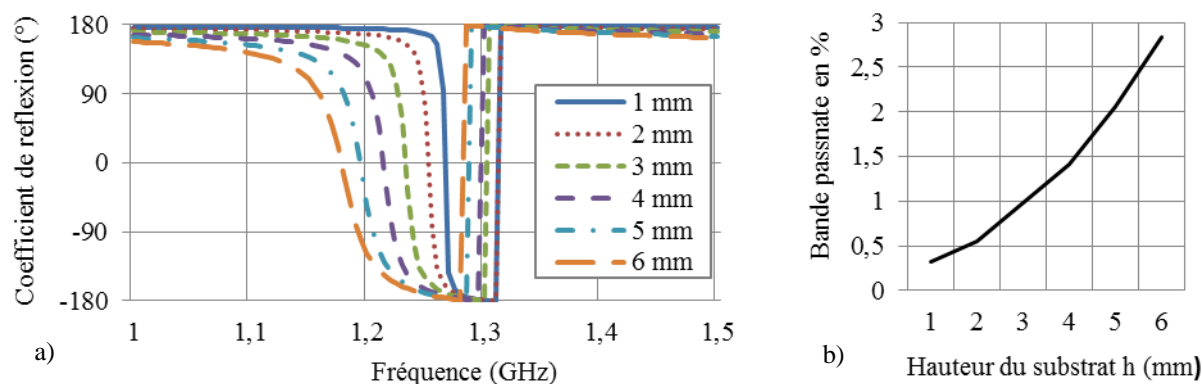 Coefficient de reflexion (°)
180
90
0
-90
-180
1
1,1
1,2
1,3
1,4
1,5
Fréquence (GHz)
1 mm
2 mm
3 mm
4 mm
5 mm
6 mm
a)
Bande passnate en %
3
2,5
2
1,5
1
0,5
0
1
2
3
4
5
6
Hauteur du substrat h (mm)
b)